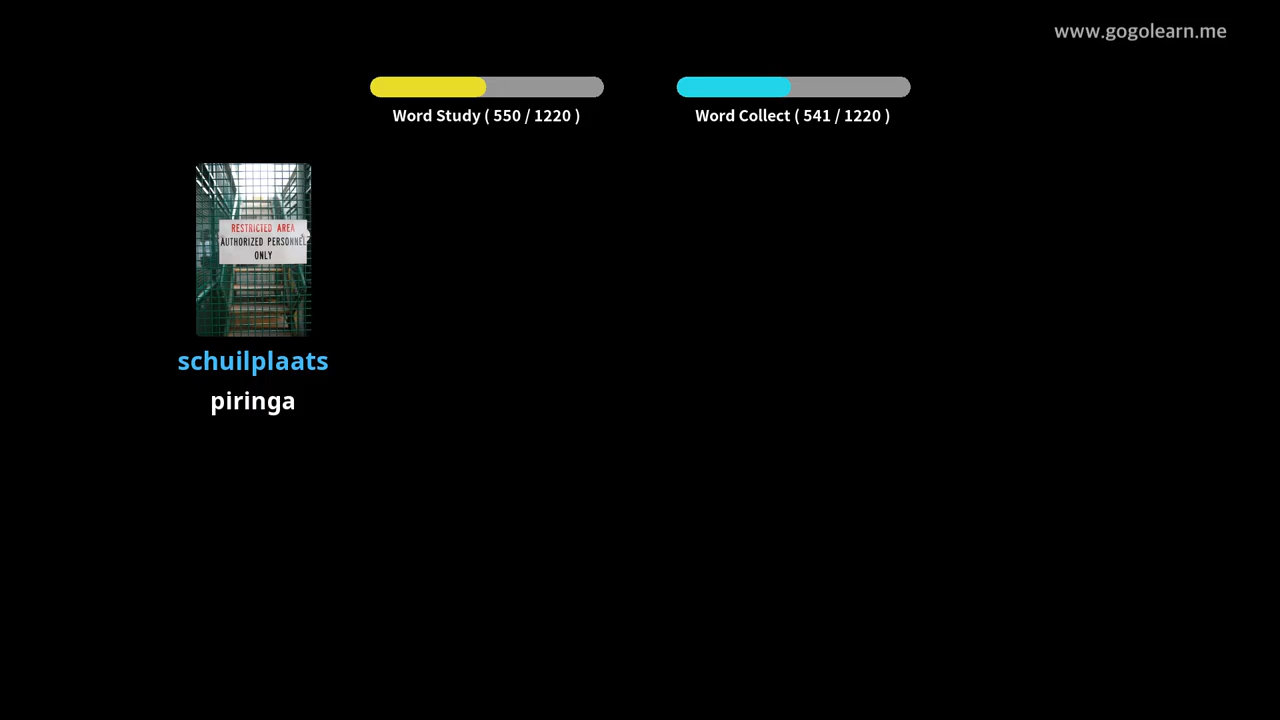 www.gogolearn.me
Word Study ( 550 / 1220 )
Word Collect ( 541 / 1220 )
RESTRICTED AREA
AUTHORIZED PERSONNEL
ONLY
schuilplaats
piringa